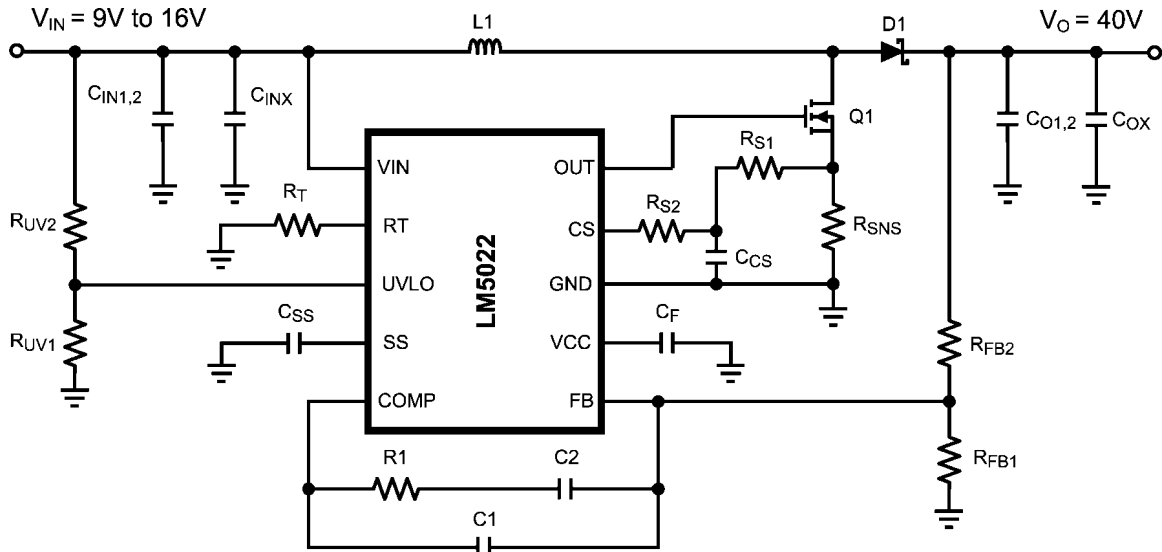 V_IN = 9V to 16V
L1
D1
V_O = 40V
C_IN1,2
C_INX
Q1
C_O1,2
C_OX
VIN
OUT
R_S1
R_T
R_S2
R_UV2
RT
CS
R_SNS
C_CS
LM5022
UVLO
GND
C_SS
C_F
R_UV1
SS
VCC
R_FB2
COMP
FB
R1
C2
R_FB1
C1